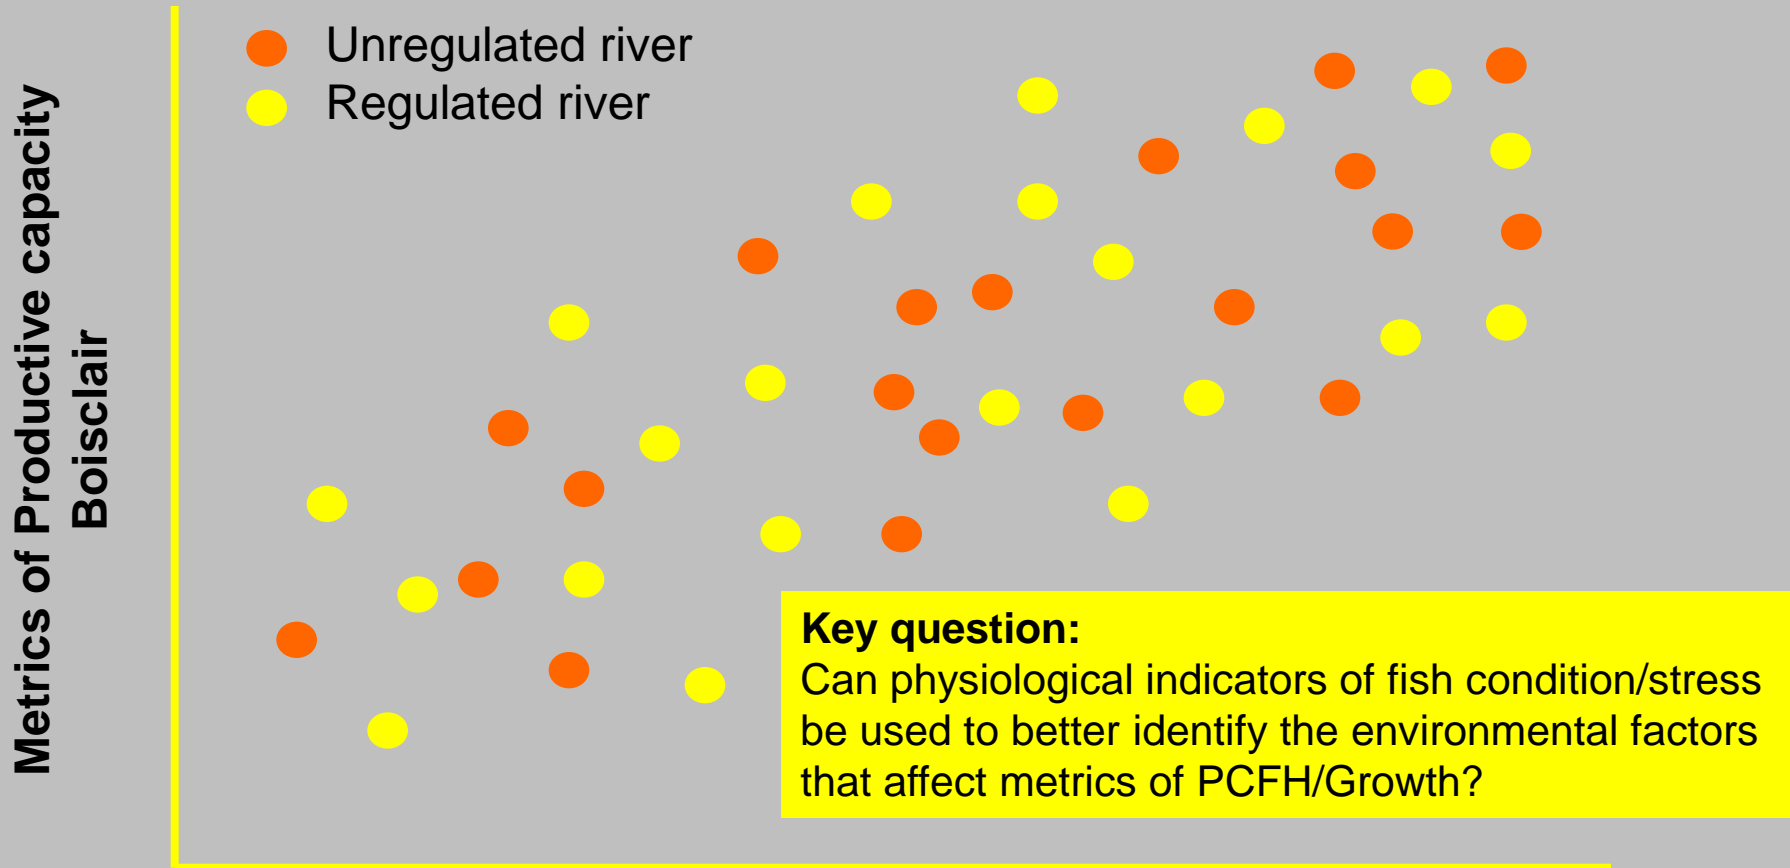 Metrics of Productive capacity
Boisclair
Unregulated river
Regulated river
Key question:
Can physiological indicators of fish condition/stress
be used to better identify the environmental factors
that affect metrics of PCFH/Growth?